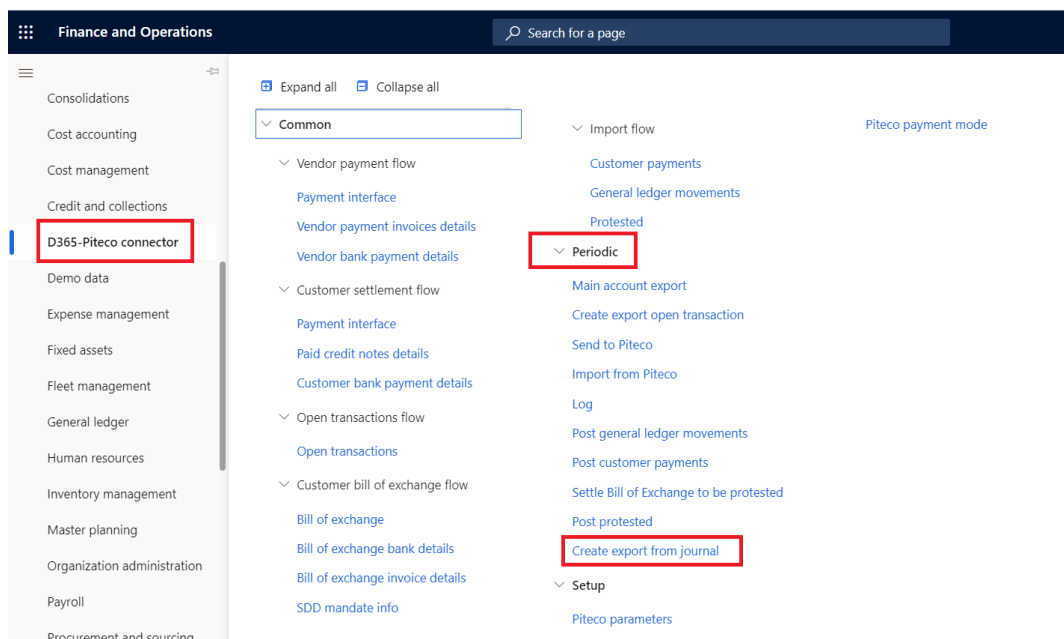 Finance and Operations
Search for a page
Consolidations
Cost accounting
Cost management
Credit and collections
D365-Piteco connector
Demo data
Expense management
Fixed assets
Fleet management
General ledger
Human resources
Inventory management
Master planning
Organization administration
Payroll
Procurement and sourcing
Expand all
Collapse all
Common
Vendor payment flow
Payment interface
Vendor payment invoices details
Vendor bank payment details
Customer settlement flow
Payment interface
Paid credit notes details
Customer bank payment details
Open transactions flow
Open transactions
Customer bill of exchange flow
Bill of exchange
Bill of exchange bank details
Bill of exchange invoice details
SDD mandate info
Import flow
Customer payments
General ledger movements
Protested
Periodic
Main account export
Create export open transaction
Send to Piteco
Import from Piteco
Log
Post general ledger movements
Post customer payments
Settle Bill of Exchange to be protested
Post protested
Create export from journal
Setup
Piteco parameters
Piteco payment mode